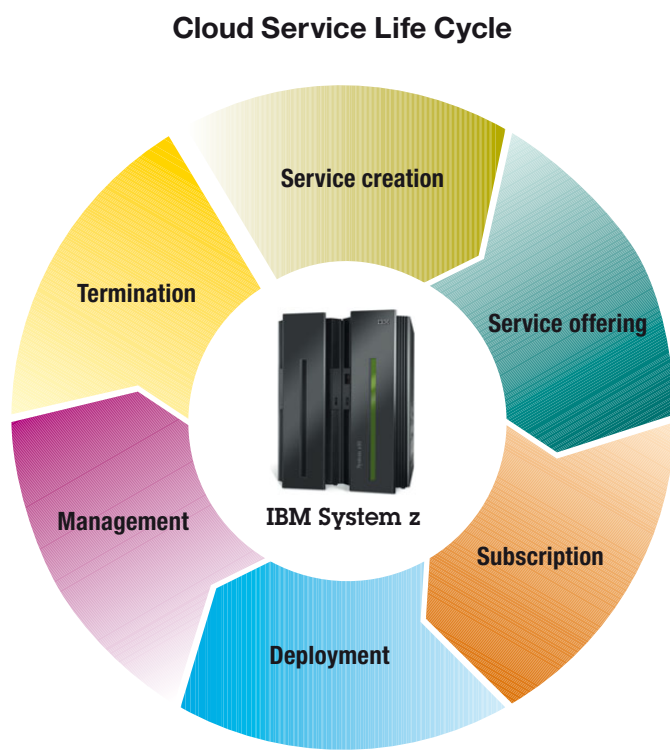 Cloud Service Life Cycle
Service creation
Service offering
Subscription
Deployment
Management
Termination
IBM System z